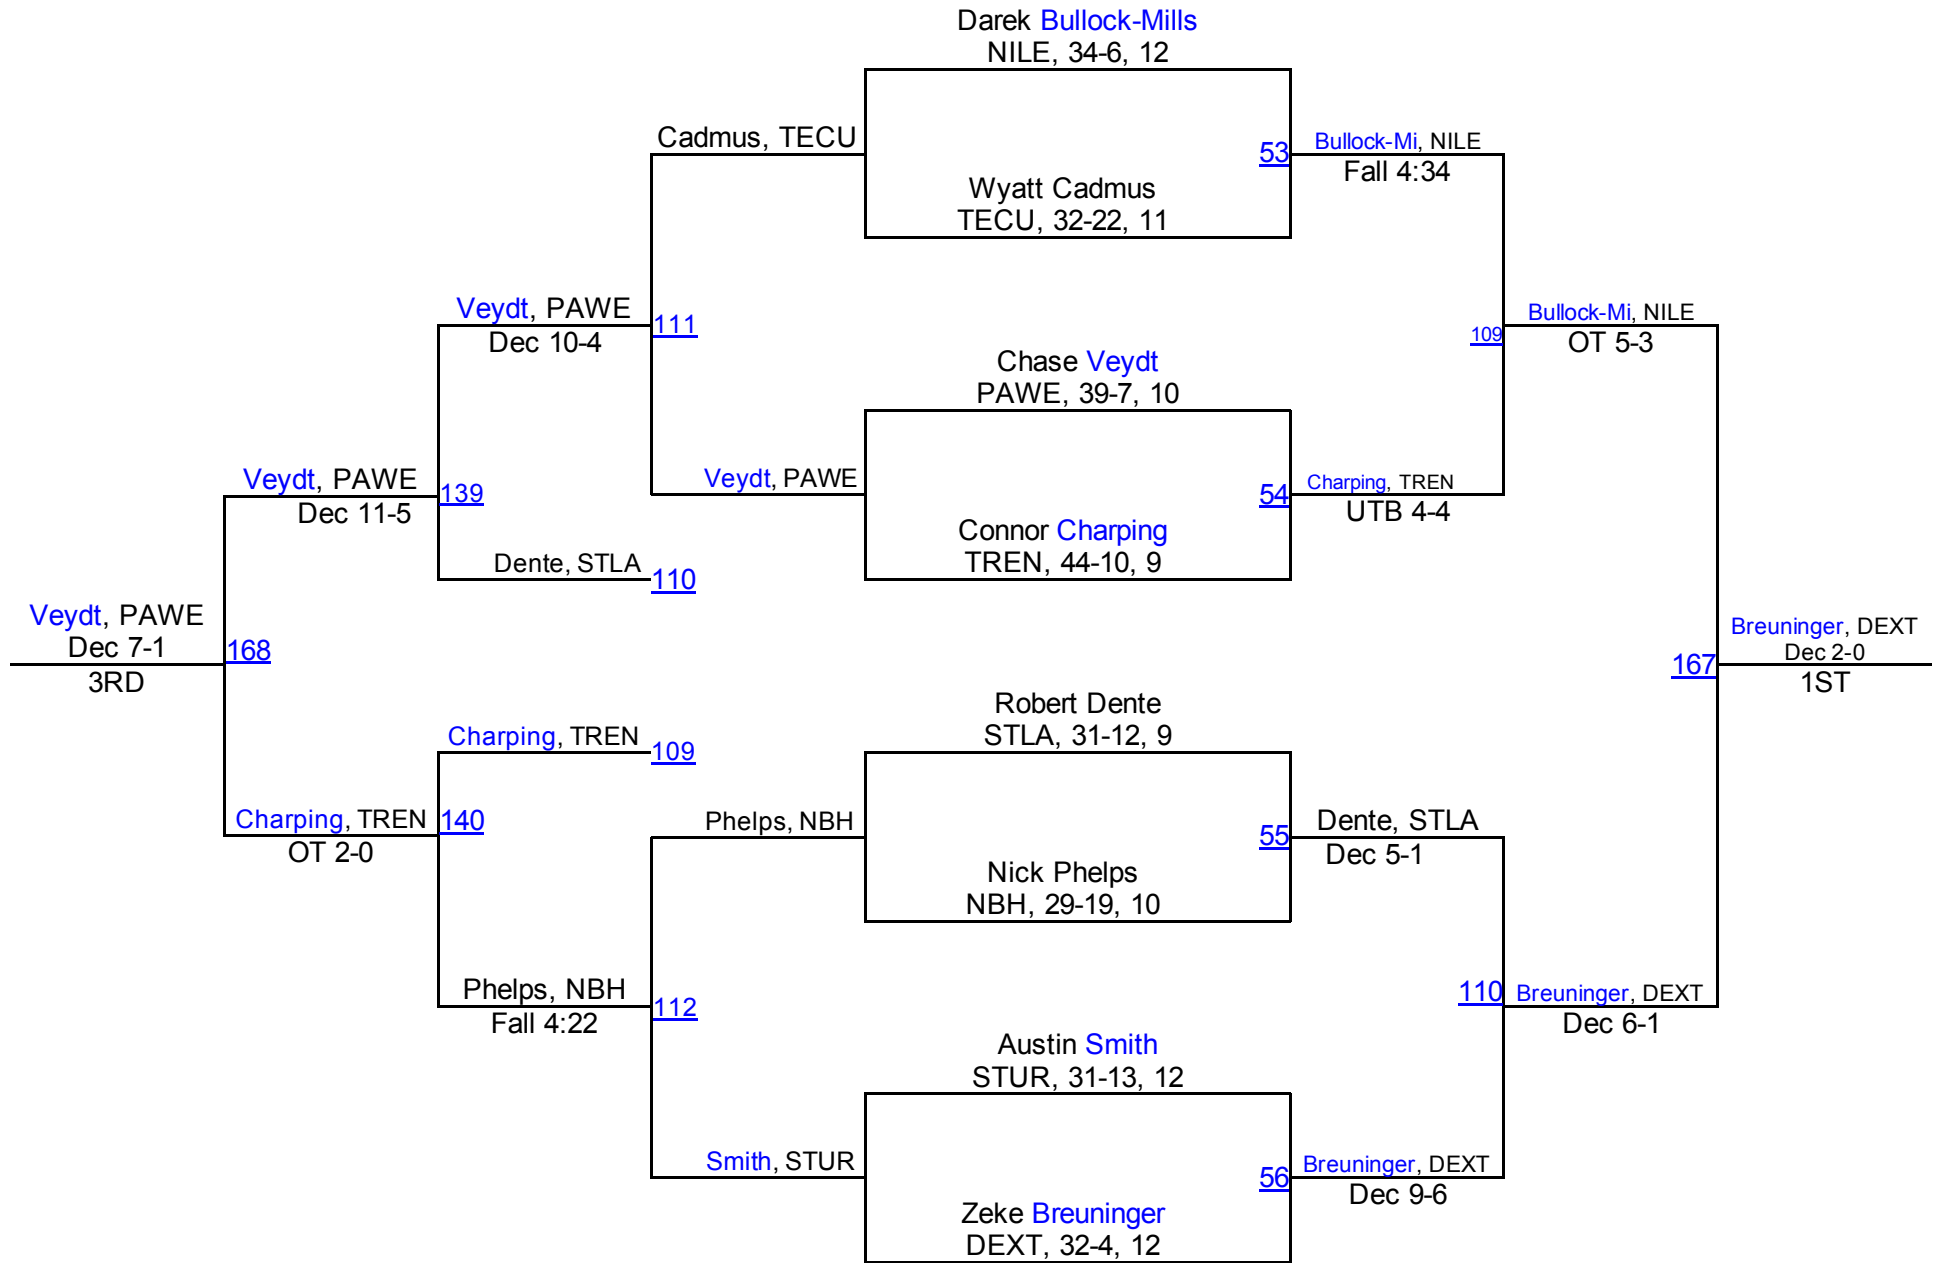 Darek Bullock-Mills
NILE, 34-6, 12
Cadmus, TECU
53
Bullock-Mi, NILE
Fall 4:34
Wyatt Cadmus
TECU, 32-22, 11
Veydt, PAWE
Dec 10-4
111
109
Bullock-Mi, NILE
OT 5-3
Chase Veydt
PAWE, 39-7, 10
Veydt, PAWE
Dec 11-5
139
Veydt, PAWE
54
Charping, TREN
UTB 4-4
Connor Charping
TREN, 44-10, 9
Dente, STLA
110
Veydt, PAWE
Dec 7-1
3RD
168
167
Breuninger, DEXT
Dec 2-0
1ST
Robert Dente
STLA, 31-12, 9
Charping, TREN
109
Charping, TREN
OT 2-0
140
Phelps, NBH
55
Dente, STLA
Dec 5-1
Nick Phelps
NBH, 29-19, 10
Phelps, NBH
Fall 4:22
112
110
Breuninger, DEXT
Dec 6-1
Austin Smith
STUR, 31-13, 12
Smith, STUR
56
Breuninger, DEXT
Dec 9-6
Zeke Breuninger
DEXT, 32-4, 12